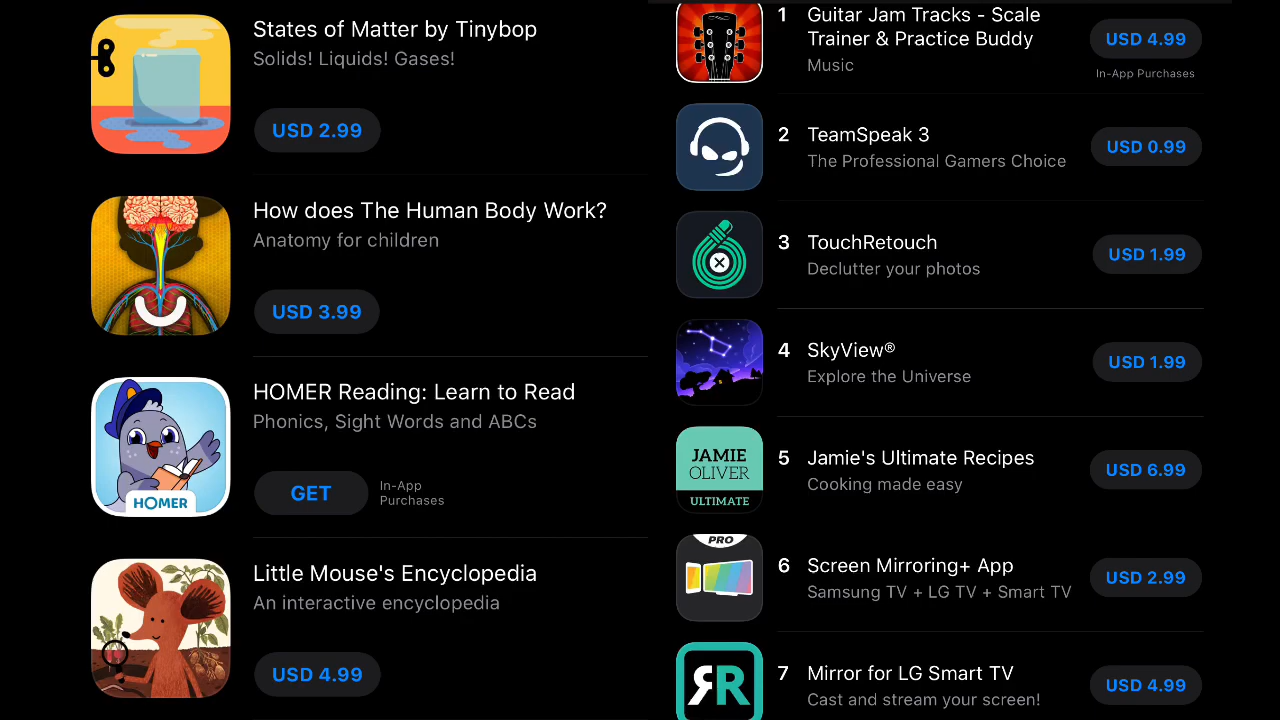 States of Matter by Tinybop
Solids! Liquids! Gases!
USD 2.99
How does The Human Body Work?
Anatomy for children
USD 3.99
HOMER
HOMER Reading: Learn to Read
Phonics, Sight Words and ABCs
GET
In-App
Purchases
Little Mouse's Encyclopedia
An interactive encyclopedia
USD 4.99
1
Guitar Jam Tracks - Scale
Trainer & Practice Buddy
Music
USD 4.99
In-App Purchases
2
TeamSpeak 3
The Professional Gamers Choice
USD 0.99
3
TouchRetouch
Declutter your photos
USD 1.99
4
SkyView®
Explore the Universe
USD 1.99
JAMIE
OLIVER
ULTIMATE
5
Jamie's Ultimate Recipes
Cooking made easy
USD 6.99
PRO
6
Screen Mirroring+ App
Samsung TV + LG TV + Smart TV
USD 2.99
RR
7
Mirror for LG Smart TV
Cast and stream your screen!
USD 4.99